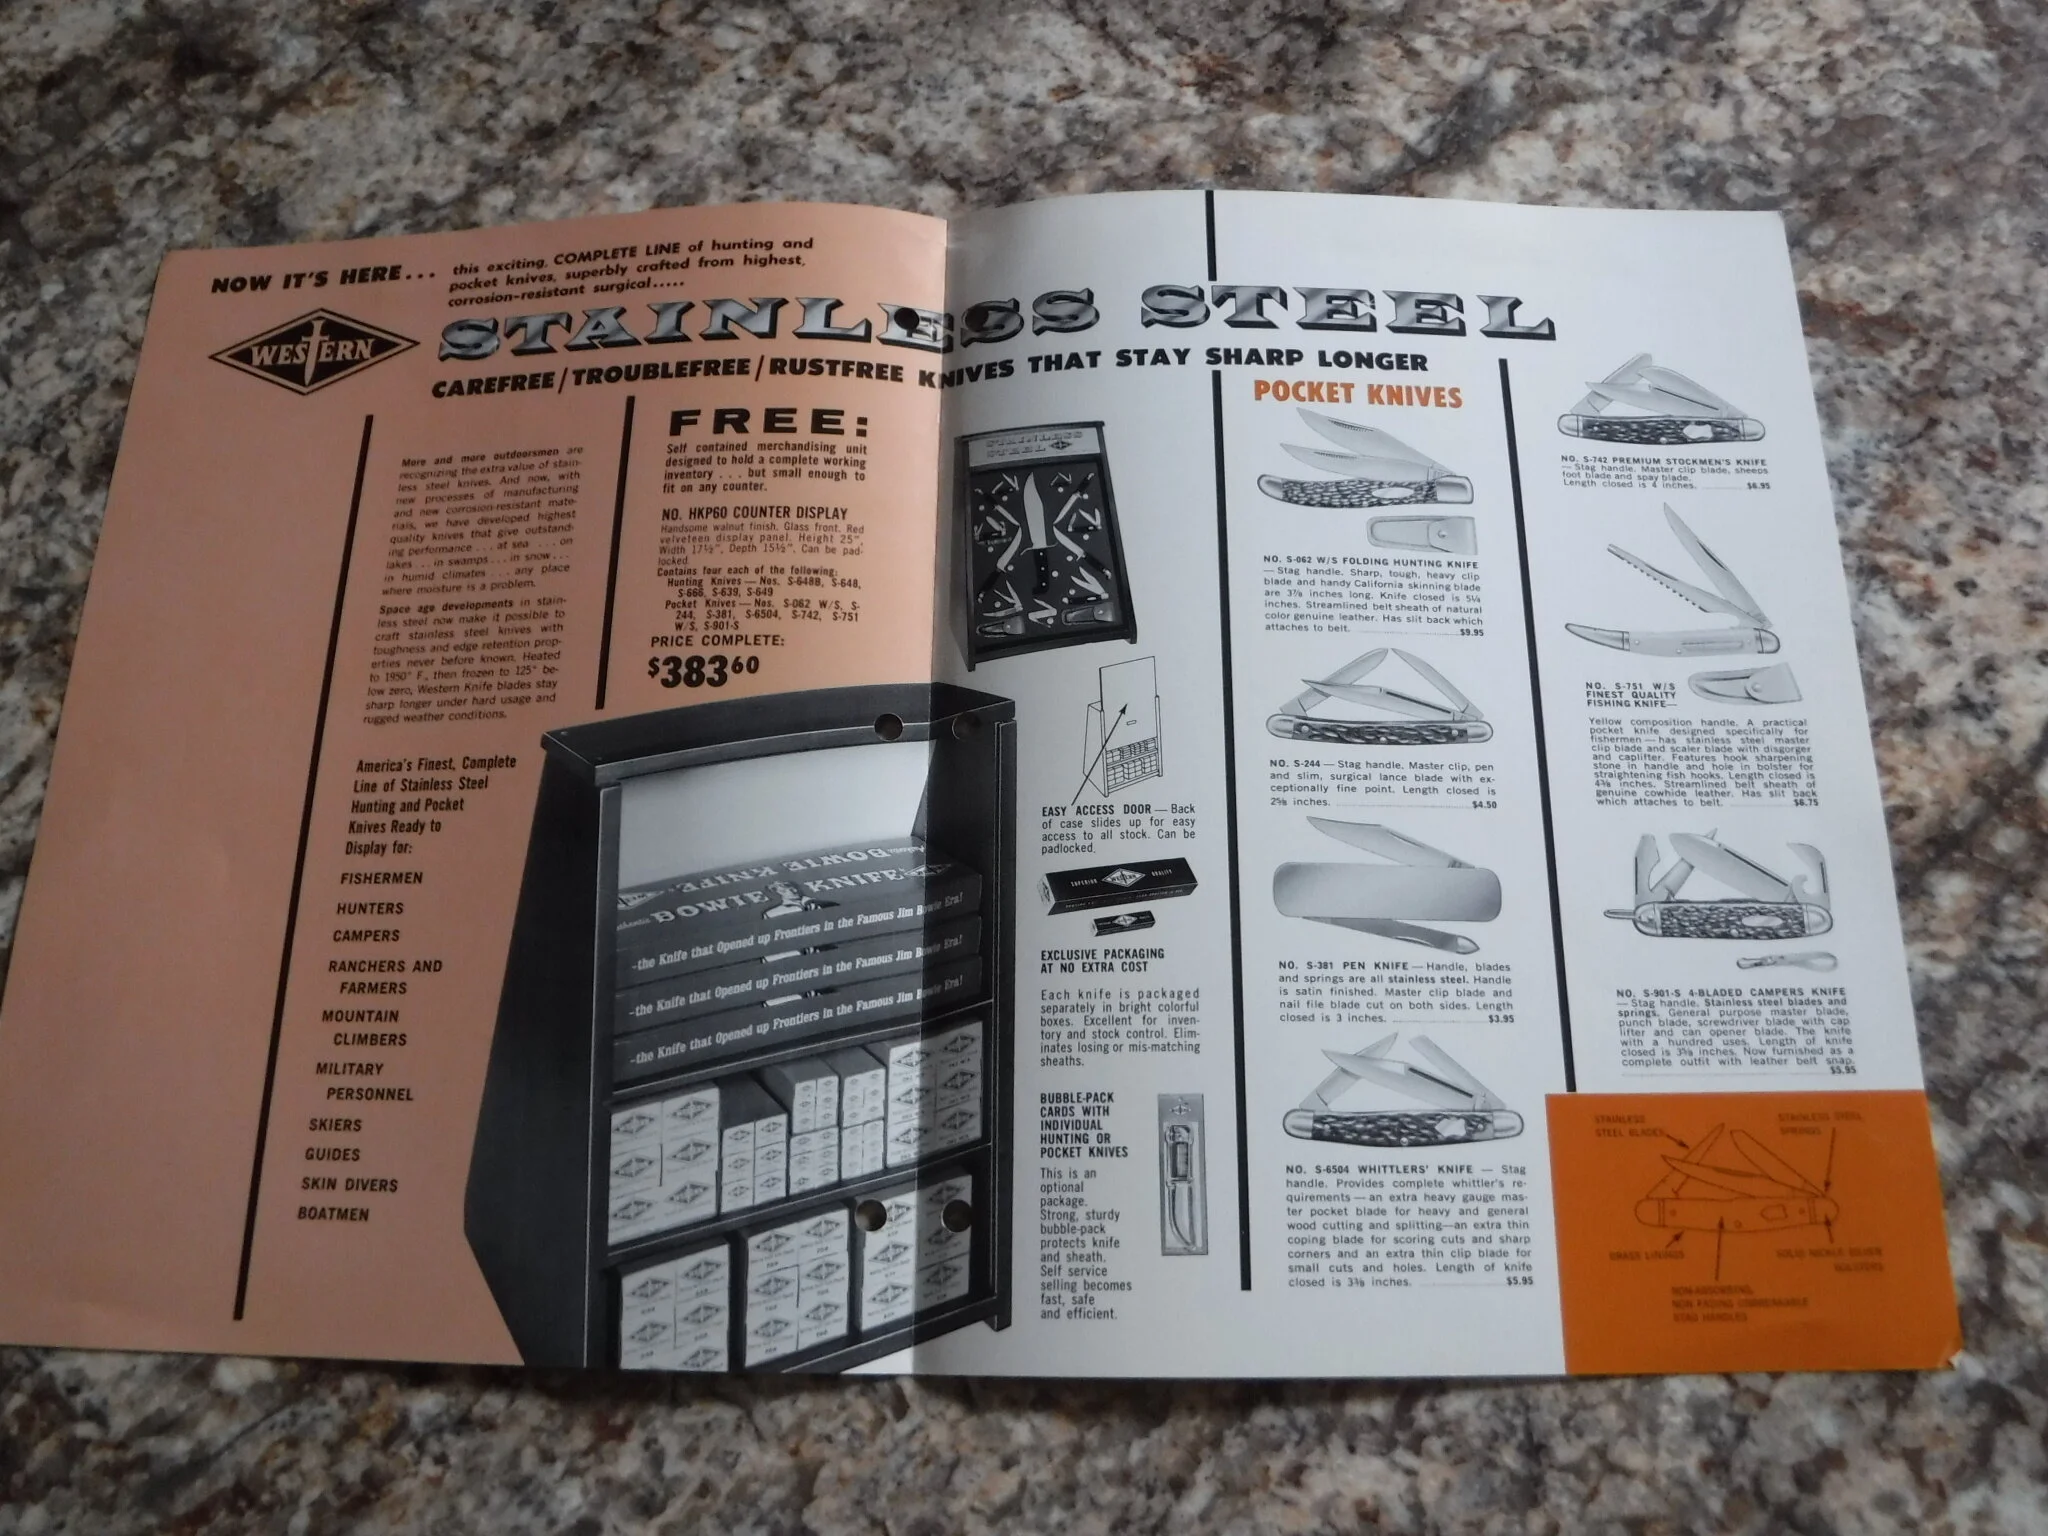 NOW IT'S HERE...
this exciting, COMPLETE LINE of hunting and
pocket knives, superbly crafted from highest,
corrosion-resistant surgical.....
WESTERN
STAINLESS STEEL
CAREFREE/TROUBLEFREE/RUSTFREE KNIVES THAT STAY SHARP LONGER
More and more outdoorsmen are
recognizing the extra value of stain-
less steel knives. And now, with
new processes of manufacturing
and new corrosion-resistant mate-
rials, we have developed highest
quality knives that give outstand-
ing performance . . . at sea . . . on
lakes . . . in swamps . . . in snow . . .
in humid climates . . . any place
where moisture is a problem.
Space age developments in stain-
less steel now make it possible to
craft stainless steel knives with
toughness and edge retention prop-
erties never before known. Heated
to 1950° F., then frozen to 125° be-
low zero, Western Knife blades stay
sharp longer under hard usage and
rugged weather conditions.
America's Finest, Complete
Line of Stainless Steel
Hunting and Pocket
Knives Ready to
Display for:
FISHERMEN
HUNTERS
CAMPERS
RANCHERS AND
FARMERS
MOUNTAIN
CLIMBERS
MILITARY
PERSONNEL
SKIERS
GUIDES
SKIN DIVERS
BOATMEN
FREE:
Self contained merchandising unit
designed to hold a complete working
inventory . . . but small enough to
fit on any counter.
NO. HKP60 COUNTER DISPLAY
Handsome walnut finish. Glass front. Red
velveteen display panel. Height 25",
Width 17½", Depth 15½". Can be pad-
locked.
Contains four each of the following:
Hunting Knives — Nos. S-648B, S-648,
S-666, S-639, S-649
Pocket Knives — Nos. S-062 W/S, S-
244, S-381, S-6504, S-742, S-751
W/S, S-901-S
PRICE COMPLETE:
$383 60
BOWIE KNIFE
BOWIE KNIFE
-the Knife that Opened up Frontiers in the Famous Jim Bowie Era!
-the Knife that Opened up Frontiers in the Famous Jim Bowie Era!
-the Knife that Opened up Frontiers in the Famous Jim Bowie Era!
STAINLESS
STEEL
EASY ACCESS DOOR — Back
of case slides up for easy
access to all stock. Can be
padlocked.
SUPERIOR WESTERN QUALITY
EXCLUSIVE PACKAGING
AT NO EXTRA COST
Each knife is packaged
separately in bright colorful
boxes. Excellent for inven-
tory and stock control. Elim-
inates losing or mis-matching
sheaths.
BUBBLE-PACK
CARDS WITH
INDIVIDUAL
HUNTING OR
POCKET KNIVES
This is an
optional
package.
Strong, sturdy
bubble-pack
protects knife
and sheath.
Self service
selling becomes
fast, safe
and efficient.
POCKET KNIVES
NO. S-062 W/S FOLDING HUNTING KNIFE
— Stag handle. Sharp, tough, heavy clip
blade and handy California skinning blade
are 3⅞ inches long. Knife closed is 5¼
inches. Streamlined belt sheath of natural
color genuine leather. Has slit back which
attaches to belt. ........ $9.95
NO. S-244 — Stag handle. Master clip, pen
and slim, surgical lance blade with ex-
ceptionally fine point. Length closed is
2⅝ inches. ........ $4.50
NO. S-381 PEN KNIFE — Handle, blades
and springs are all stainless steel. Handle
is satin finished. Master clip blade and
nail file blade cut on both sides. Length
closed is 3 inches. ........ $3.95
NO. S-6504 WHITTLERS' KNIFE — Stag
handle. Provides complete whittler's re-
quirements — an extra heavy gauge mas-
ter pocket blade for heavy and general
wood cutting and splitting—an extra thin
coping blade for scoring cuts and sharp
corners and an extra thin clip blade for
small cuts and holes. Length of knife
closed is 3⅜ inches. ........ $5.95
NO. S-742 PREMIUM STOCKMEN'S KNIFE
— Stag handle. Master clip blade, sheeps
foot blade and spay blade.
Length closed is 4 inches. ........ $6.95
NO. S-751 W/S
FINEST QUALITY
FISHING KNIFE—
Yellow composition handle. A practical
pocket knife designed specifically for
fishermen — has stainless steel master
clip blade and scaler blade with disgorger
and caplifter. Features hook sharpening
stone in handle and hole in bolster for
straightening fish hooks. Length closed is
4⅜ inches. Streamlined belt sheath of
genuine cowhide leather. Has slit back
which attaches to belt. ........ $6.75
NO. S-901-S 4-BLADED CAMPERS KNIFE
— Stag handle. Stainless steel blades and
springs. General purpose master blade,
punch blade, screwdriver blade with cap
lifter and can opener blade. The knife
with a hundred uses. Length of knife
closed is 3⅝ inches. Now furnished as a
complete outfit with leather belt snap.
........ $5.95
STAINLESS
STEEL BLADES
STAINLESS STEEL
SPRINGS
BRASS LININGS
SOLID NICKLE SILVER
BOLSTERS
NON-ABSORBING,
NON-FADING UNBREAKABLE
STAG HANDLES